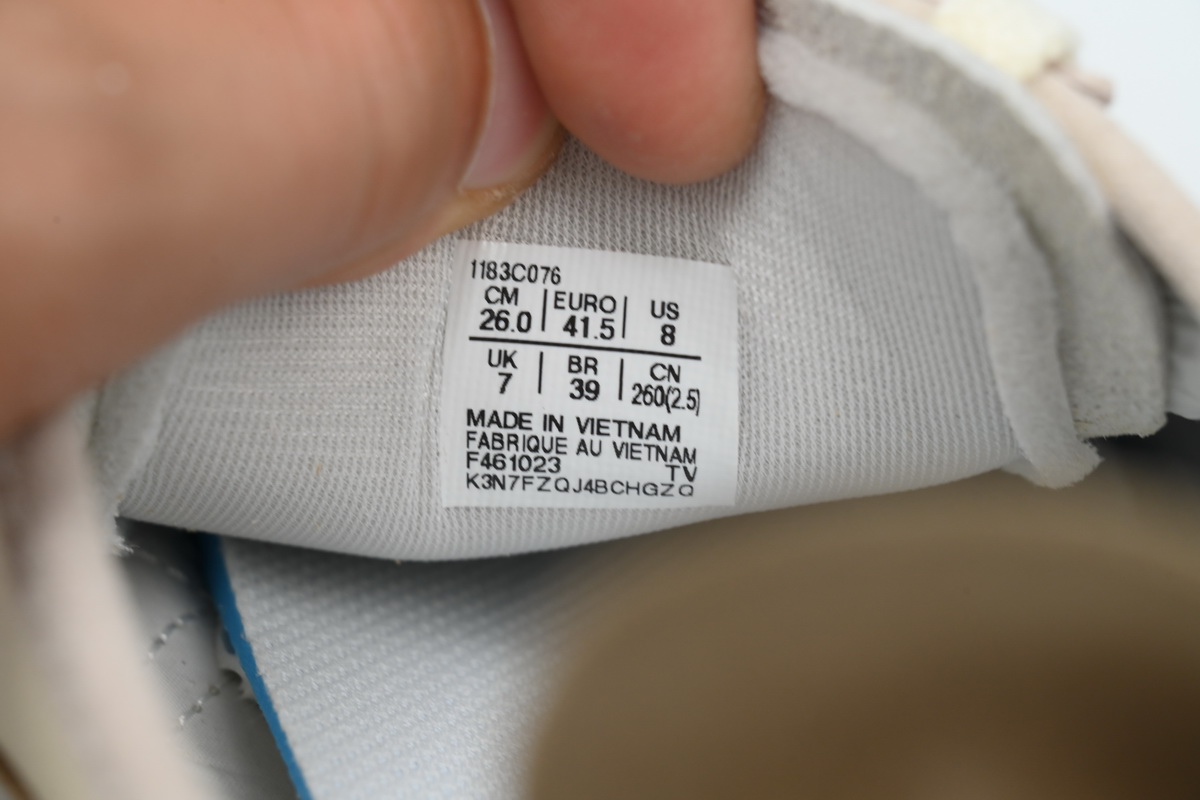 1183C076
CM EURO US
26.0 41.5 8
UK BR CN
7 39 260(2.5)
MADE IN VIETNAM
FABRIQUE AU VIETNAM
F461023 TV
K3N7FZQJ4BCHGZQ